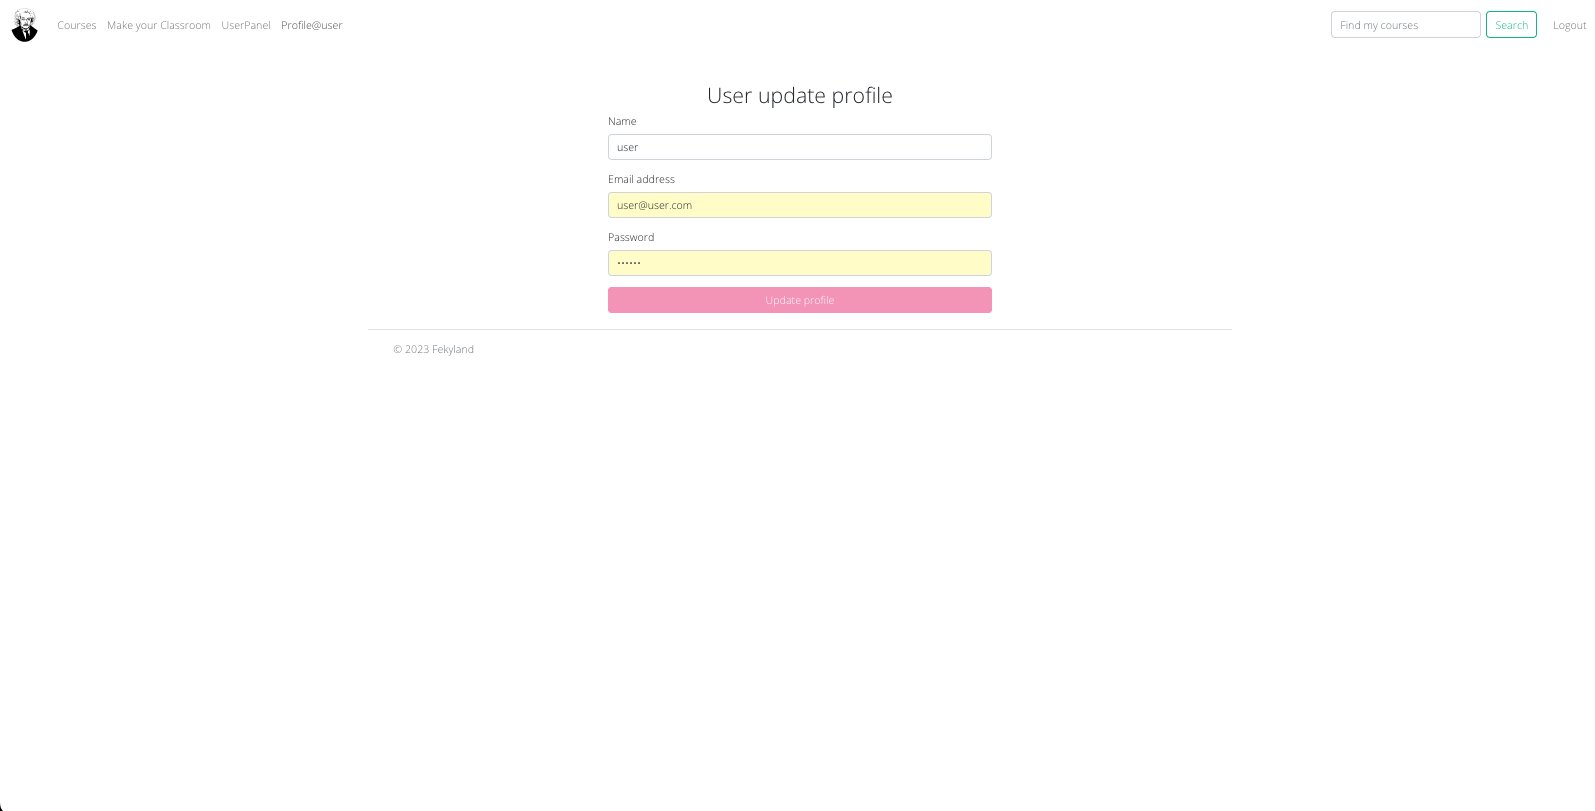 Courses Make your Classroom UserPanel Profile@user Find my courses Search Logout
User update profile
Name
user
Email address
user@user.com
Password
••••••
Update profile
© 2023 Fekyland